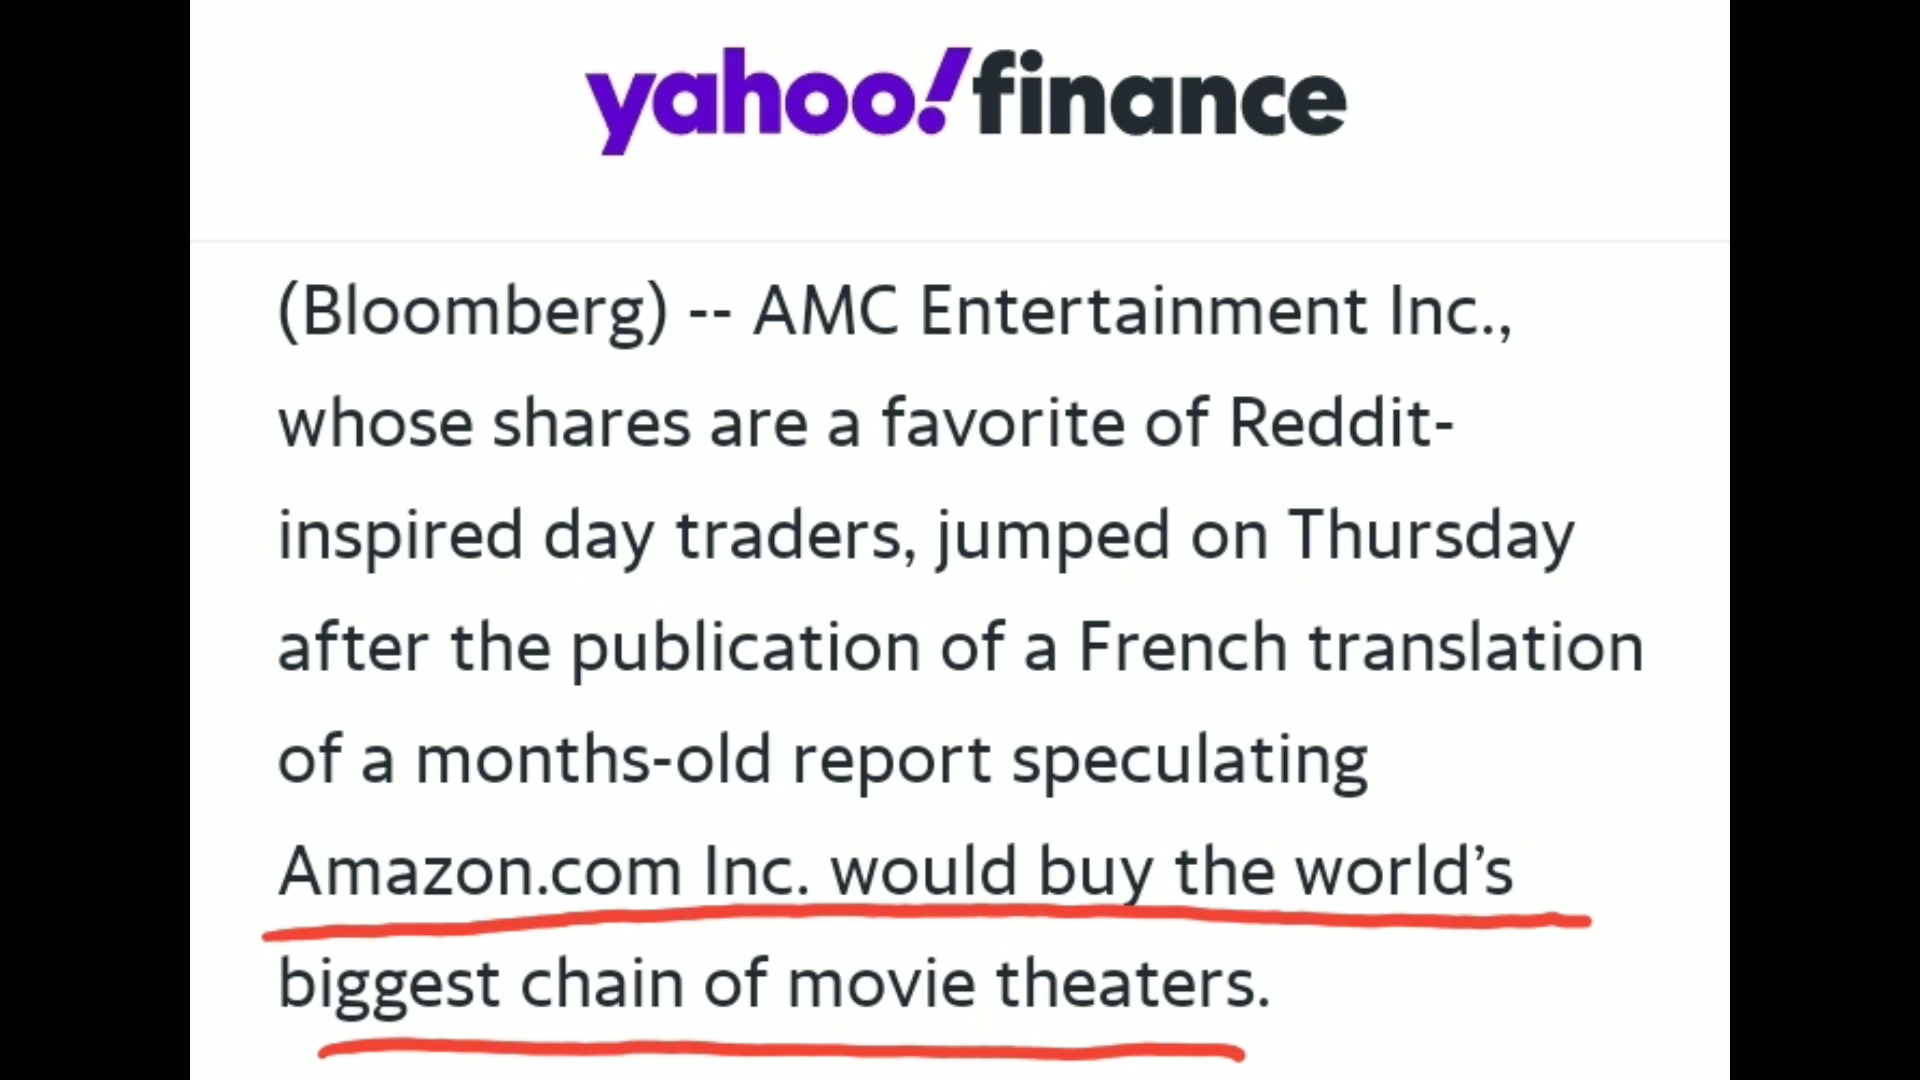 yahoo!finance
(Bloomberg) -- AMC Entertainment Inc.,
whose shares are a favorite of Reddit-
inspired day traders, jumped on Thursday
after the publication of a French translation
of a months-old report speculating
Amazon.com Inc. would buy the world’s
biggest chain of movie theaters.